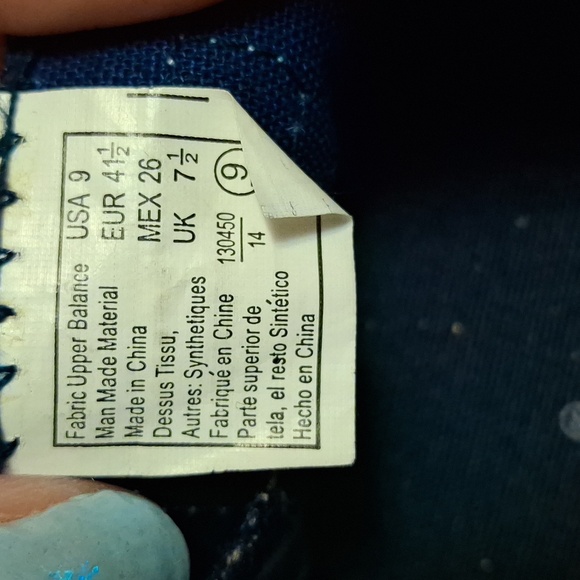 Fabric Upper Balance
Man Made Material
Made in China
Dessus Tissu,
Autres: Synthetiques
Fabriqué en Chine
Parte superior de
tela, el resto Sintético
Hecho en China
USA 9
EUR 41½
MEX 26
UK 7½
130450
14
9